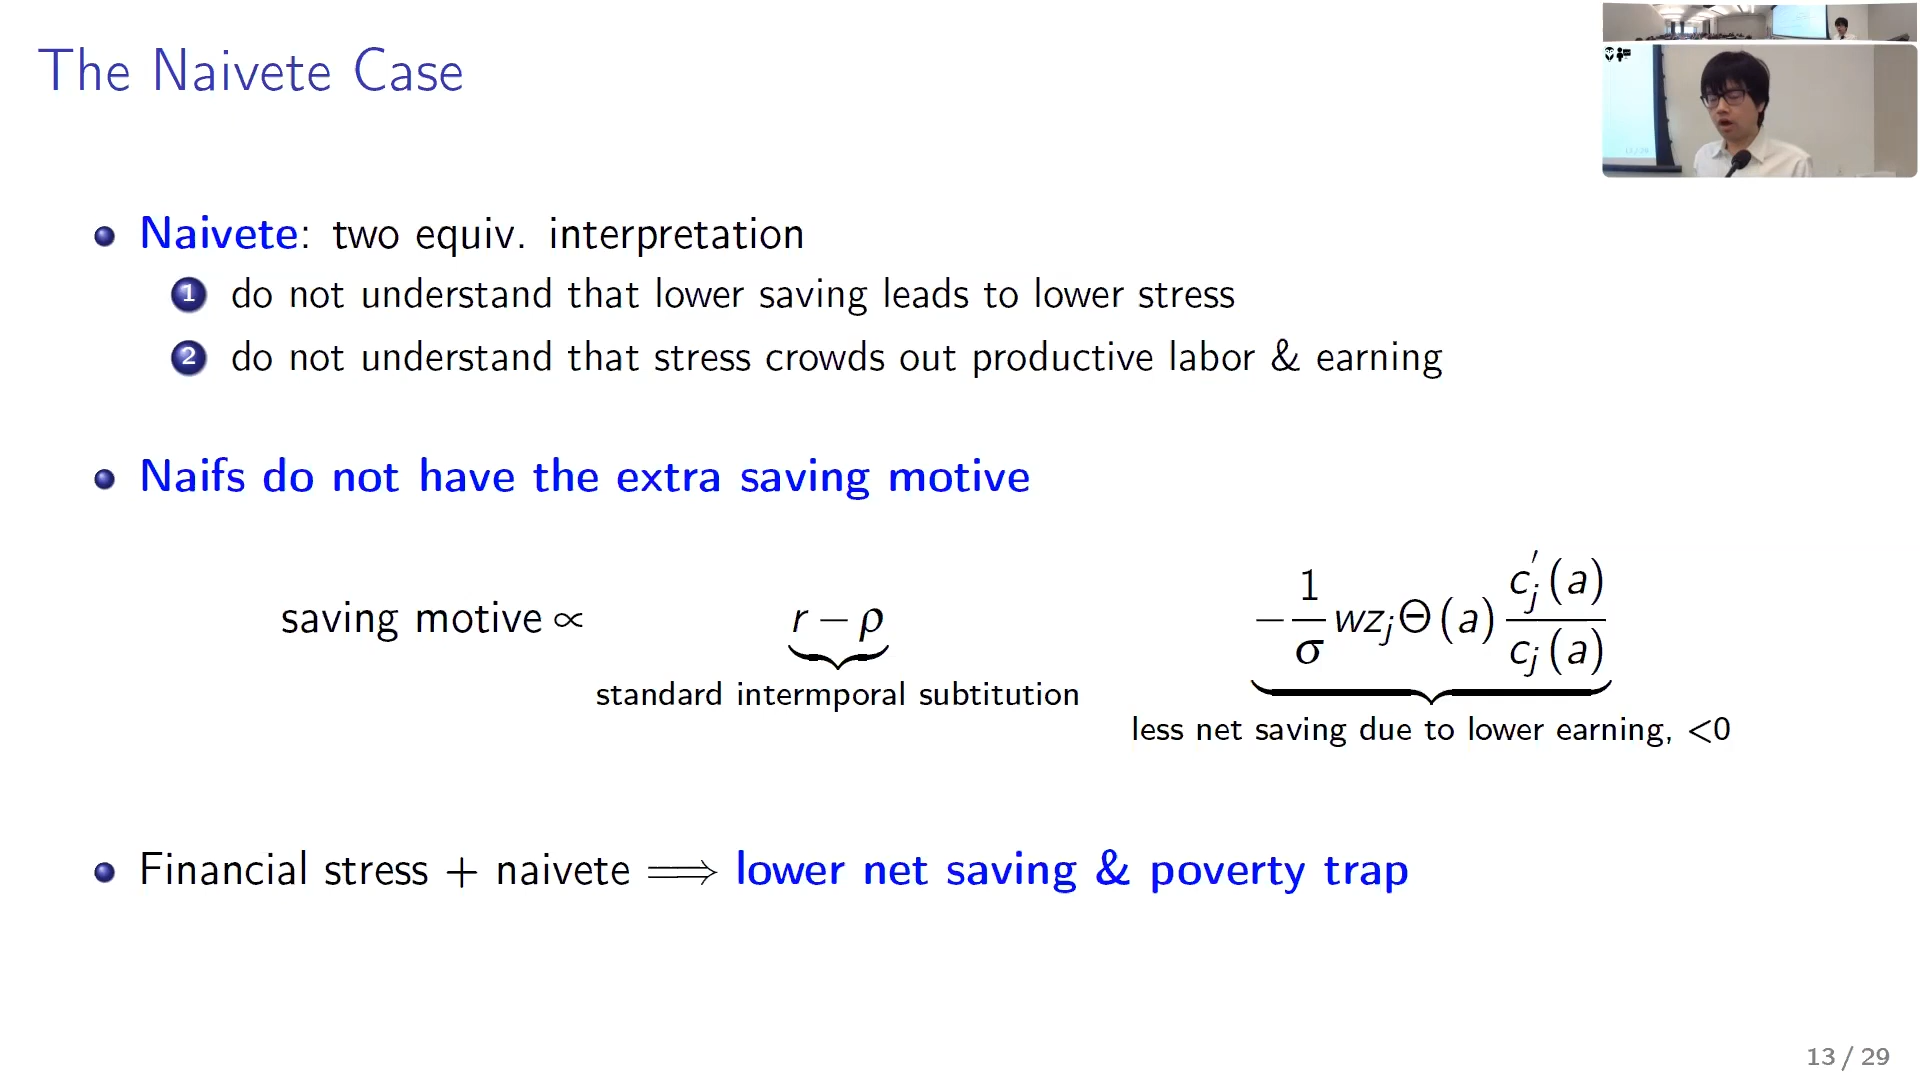 The Naivete Case
Naivete: two equiv. interpretation
1 do not understand that lower saving leads to lower stress
2 do not understand that stress crowds out productive labor & earning
Naifs do not have the extra saving motive
saving motive ∝ r − ρ − 1/σ wz_j Θ(a) c_j′(a)/c_j(a)
standard intermporal subtitution
less net saving due to lower earning, <0
Financial stress + naivete ⟹ lower net saving & poverty trap
13 / 29